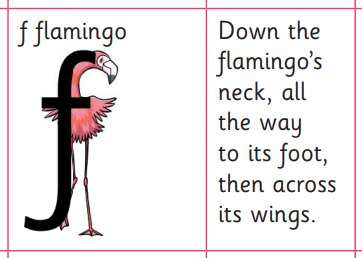 f flamingo
Down the
flamingo’s
neck, all
the way
to its foot,
then across
its wings.
f